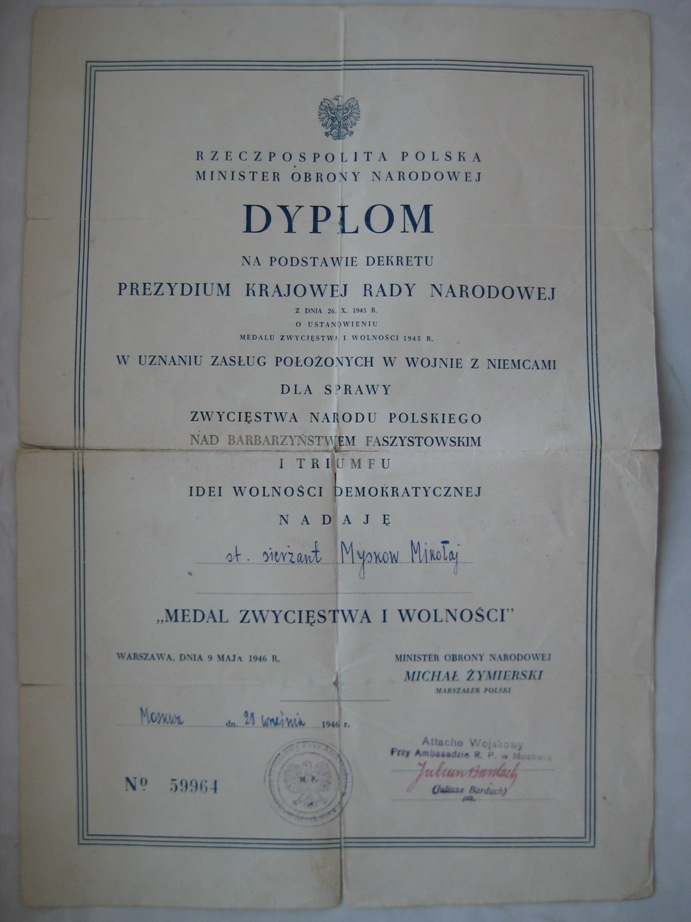 RZECZPOSPOLITA POLSKA
MINISTER OBRONY NARODOWEJ
DYPLOM
NA PODSTAWIE DEKRETU
PREZYDIUM KRAJOWEJ RADY NARODOWEJ
Z DNIA 26. X. 1945 R.
O USTANOWIENIU
MEDALU ZWYCIĘSTWA I WOLNOŚCI 1945 R.
W UZNANIU ZASŁUG POŁOŻONYCH W WOJNIE Z NIEMCAMI
DLA SPRAWY
ZWYCIĘSTWA NARODU POLSKIEGO
NAD BARBARZYŃSTWEM FASZYSTOWSKIM
I TRIUMFU
IDEI WOLNOŚCI DEMOKRATYCZNEJ
NADAJĘ
st. sierżant Myskow Mikołaj
„MEDAL ZWYCIĘSTWA I WOLNOŚCI"
WARSZAWA, DNIA 9 MAJA 1946 R.
MINISTER OBRONY NARODOWEJ
MICHAŁ ŻYMIERSKI
MARSZAŁEK POLSKI
Moskwa dn. 28 września 1946 r.
Attache Wojskowy
Przy Ambasadzie R. P. w Moskwie
Juliusz Bardach
(Juliusz Bardach)
Nº 59964
M. P.